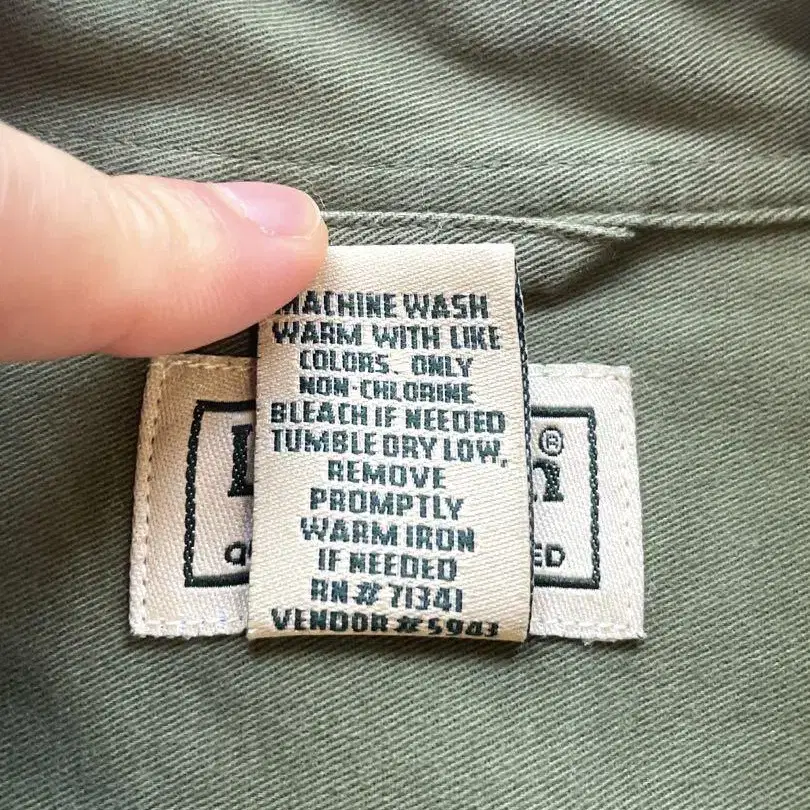 MACHINE WASH
WARM WITH LIKE
COLORS. ONLY
NON-CHLORINE
BLEACH IF NEEDED
TUMBLE DRY LOW,
REMOVE
PROMPTLY
WARM IRON
IF NEEDED
RN# 71341
VENDOR #5943